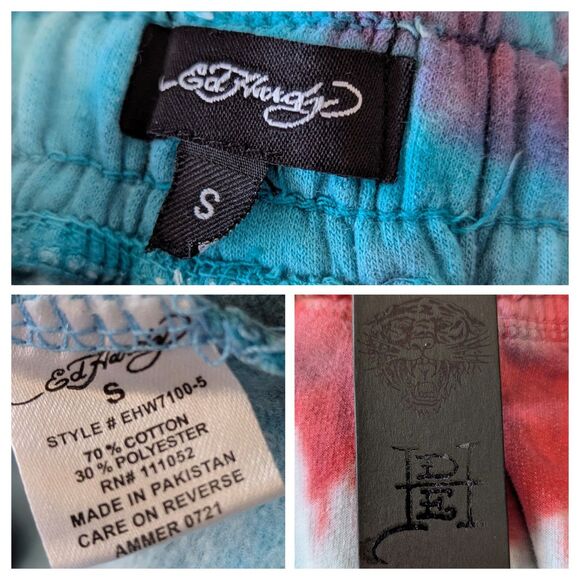 Ed Hardy
S
Ed Hardy
S
STYLE # EHW7100-5
70 % COTTON
30 % POLYESTER
RN# 111052
MADE IN PAKISTAN
CARE ON REVERSE
AMMER 0721